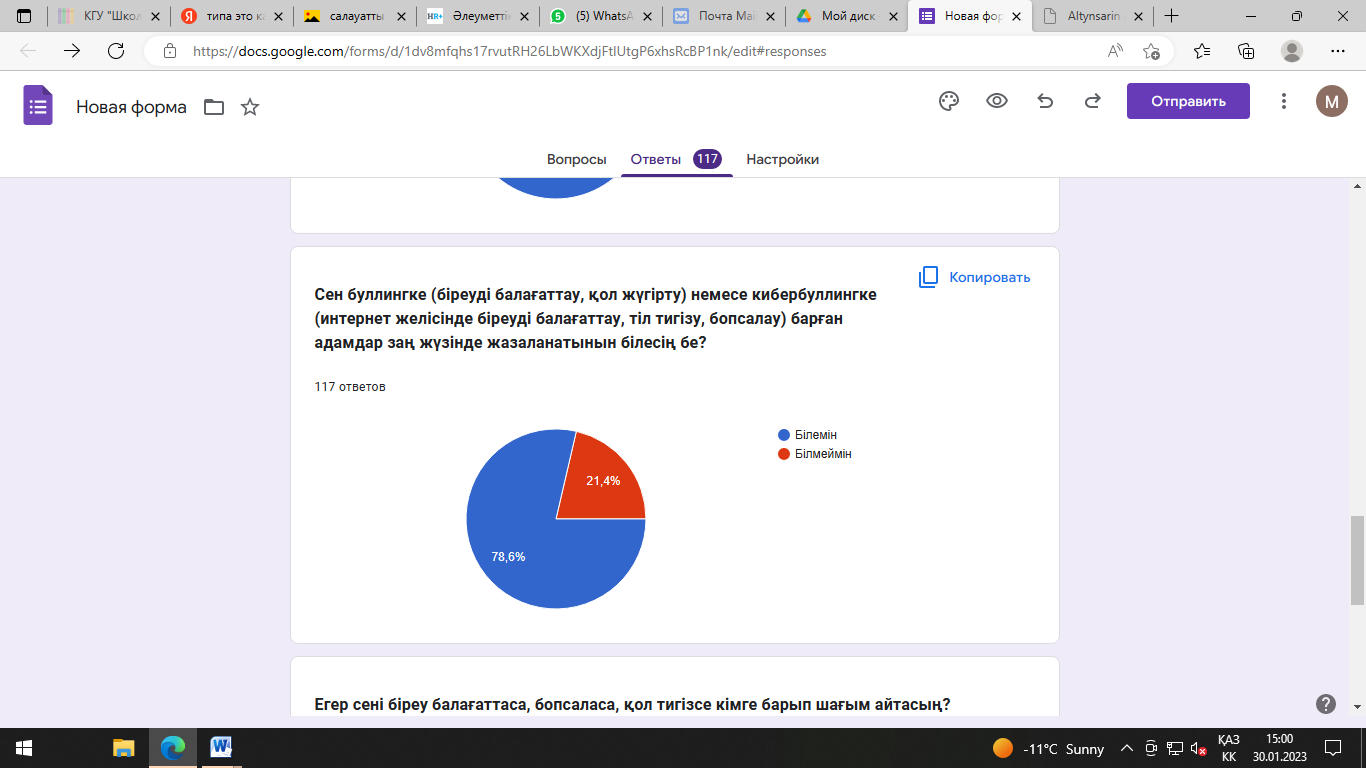 КГУ "Школ
типа это ка
салауатты
Әлеуметті
(5) WhatsA
Почта Mai
Мой диск
Новая фор
Altynsarin
https://docs.google.com/forms/d/1dv8mfqhs17rvutRH26LbWKXdjFtlUtgP6xhsRcBP1nk/edit#responses
Новая форма
Отправить
М
Вопросы Ответы 117 Настройки
Копировать
Сен буллингке (біреуді балағаттау, қол жүгірту) немесе кибербуллингке
(интернет желісінде біреуді балағаттау, тіл тигізу, бопсалау) барған
адамдар заң жүзінде жазаланатынын білесің бе?
117 ответов
Білемін
Білмеймін
21,4%
78,6%
Егер сені біреу балағаттаса, бопсаласа, қол тигізсе кімге барып шағым айтасың?
-11°C Sunny
ҚАЗ
КК
15:00
30.01.2023